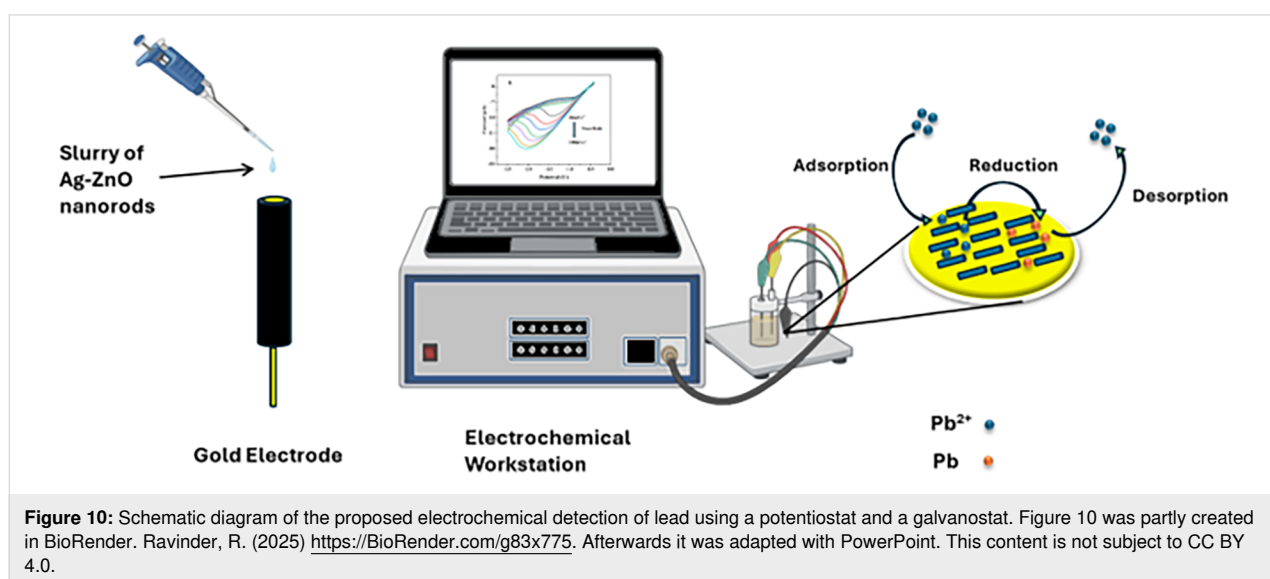 Slurry of
Ag-ZnO
nanorods
Gold Electrode
Electrochemical
Workstation
Adsorption
Reduction
Desorption
Pb²⁺
Pb
Figure 10: Schematic diagram of the proposed electrochemical detection of lead using a potentiostat and a galvanostat. Figure 10 was partly created
in BioRender. Ravinder, R. (2025) https://BioRender.com/g83x775. Afterwards it was adapted with PowerPoint. This content is not subject to CC BY
4.0.